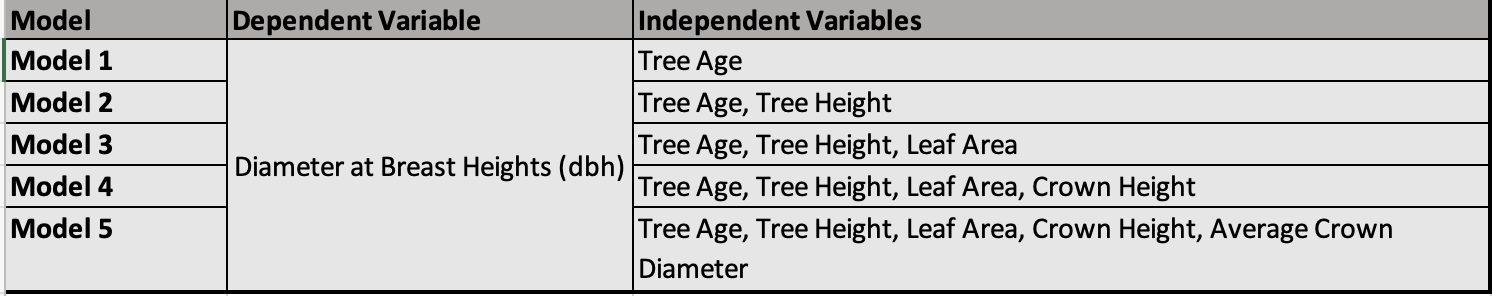 Model Dependent Variable Independent Variables
Model 1 Tree Age
Model 2 Tree Age, Tree Height
Model 3 Tree Age, Tree Height, Leaf Area
Diameter at Breast Heights (dbh)
Model 4 Tree Age, Tree Height, Leaf Area, Crown Height
Model 5 Tree Age, Tree Height, Leaf Area, Crown Height, Average Crown
Diameter